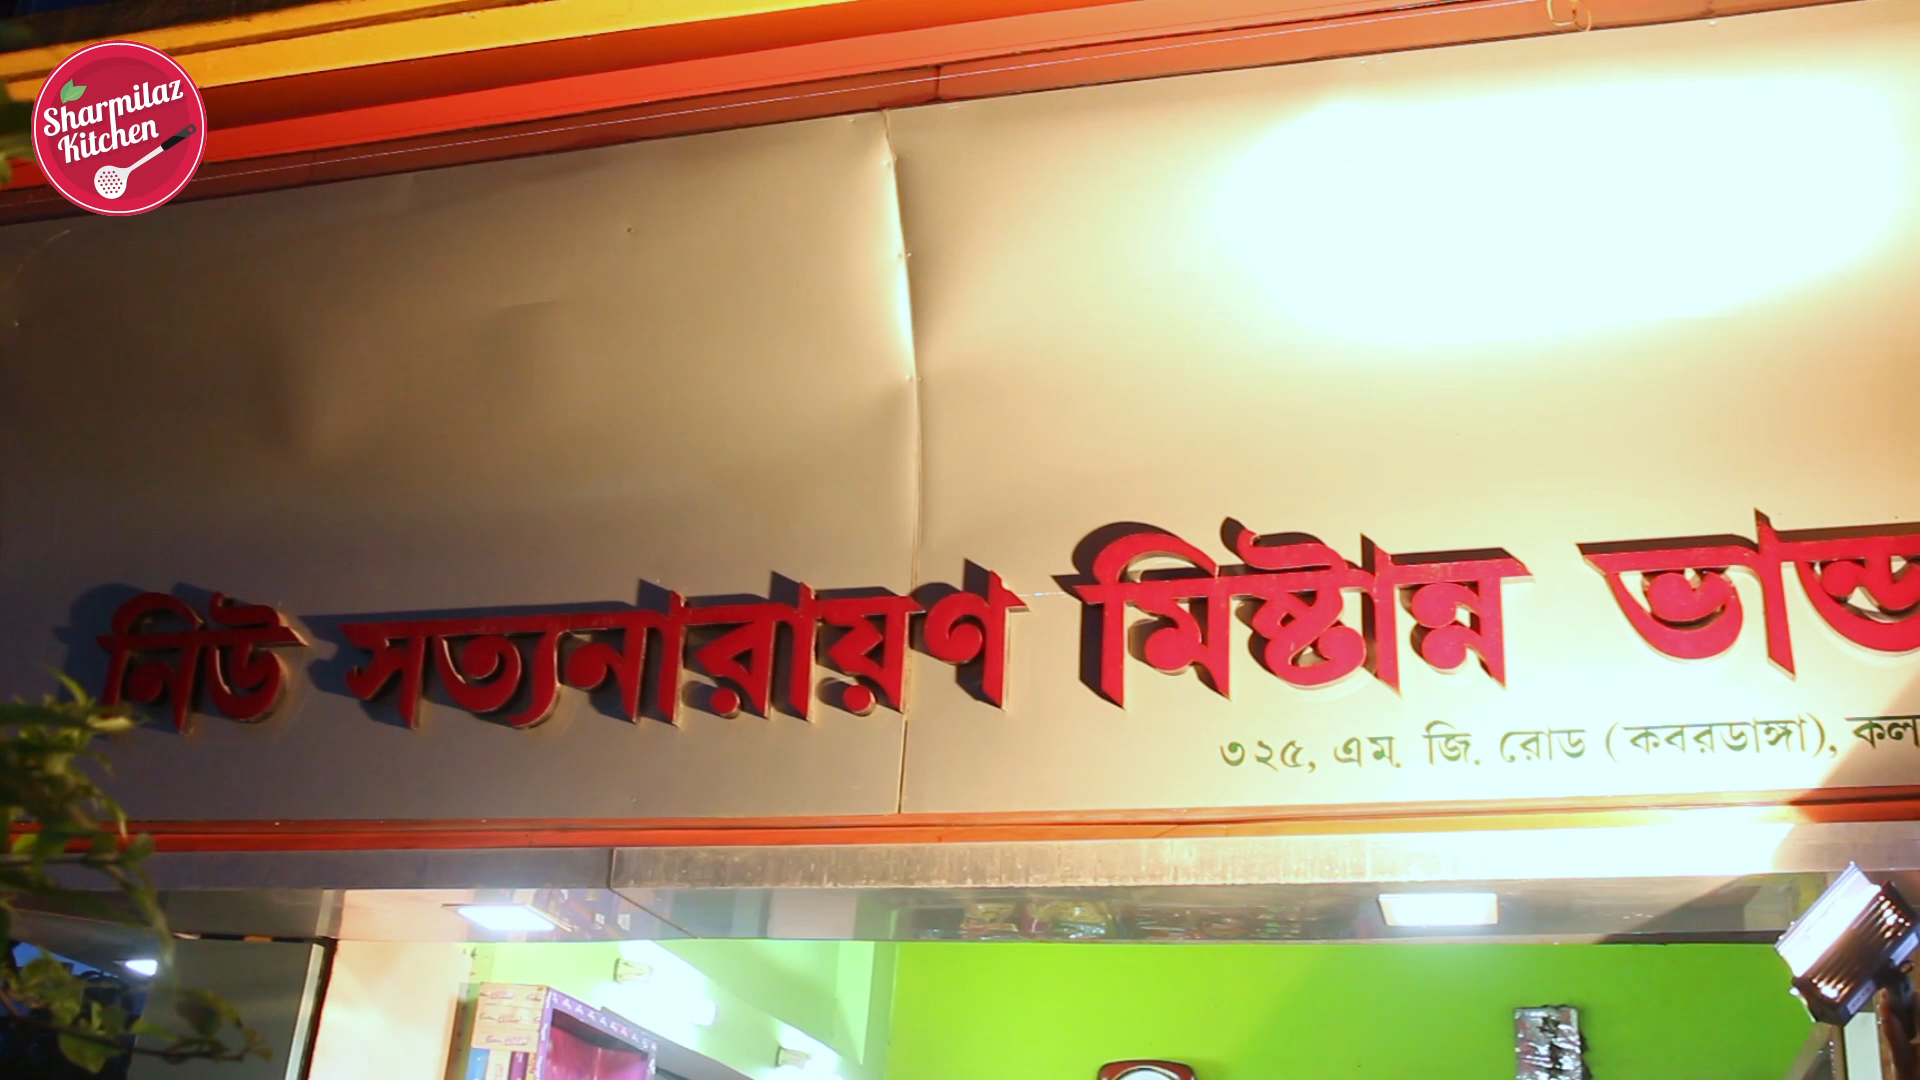 Sharmilaz
Kitchen
নিউ সত্যনারায়ণ মিষ্টান্ন
৩২৫, এম. জি. রোড (কবরডাঙ্গা),